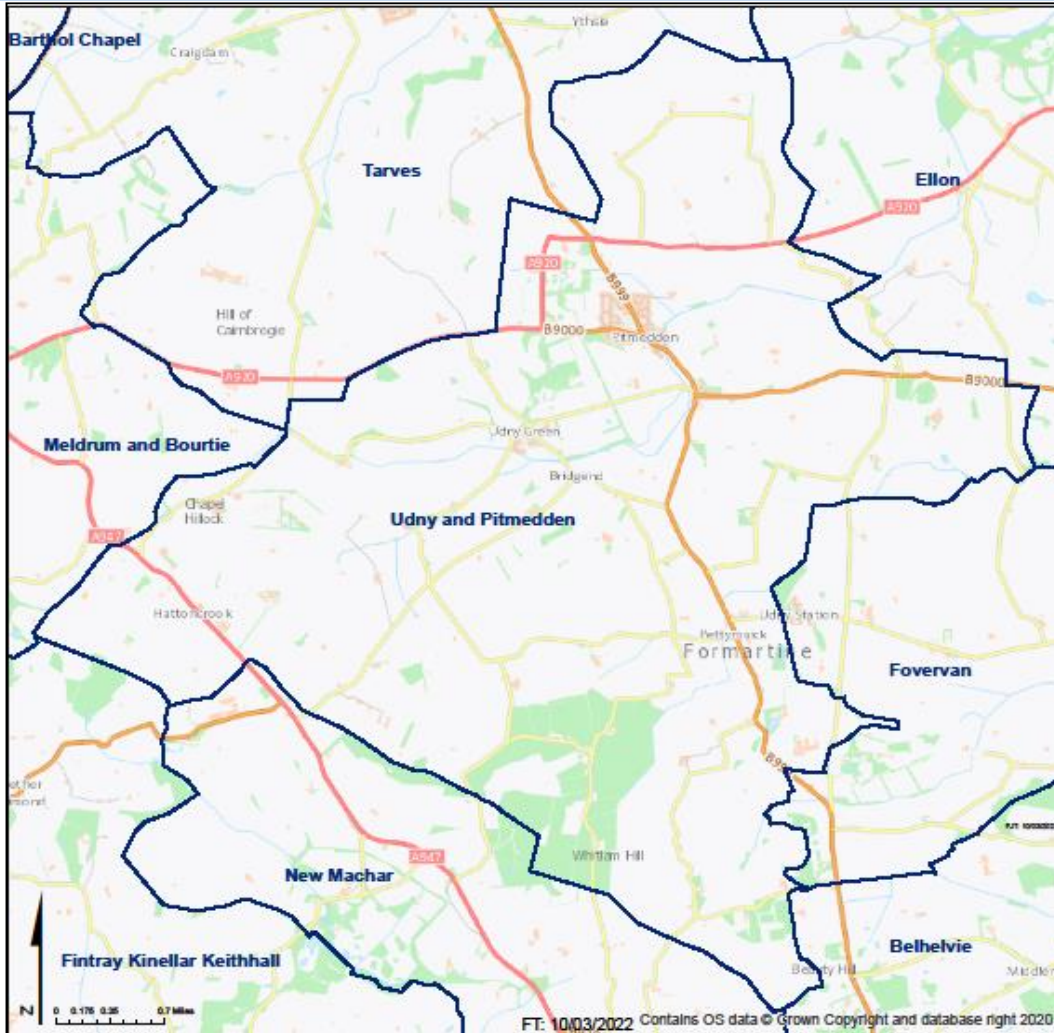 Barthol Chapel
Craigdam
Ythsie
Tarves
Ellon
A920
A920
Hill of
Cairnbrogie
B999
B9000
Pitmedden
A920
B9000
Udny Green
Meldrum and Bourtie
Bridgend
Chapel
Hillock
Udny and Pitmedden
A947
Hattoncrook
Udny Station
Pettymuick
Formartine
Fovervan
Whitlam Hill
A947
New Machar
Belhelvie
Fintray Kinellar Keithhall
Beauty Hill
N
0 0.175 0.35 0.7 Miles
FT: 10/03/2022 Contains OS data © Crown Copyright and database right 2020